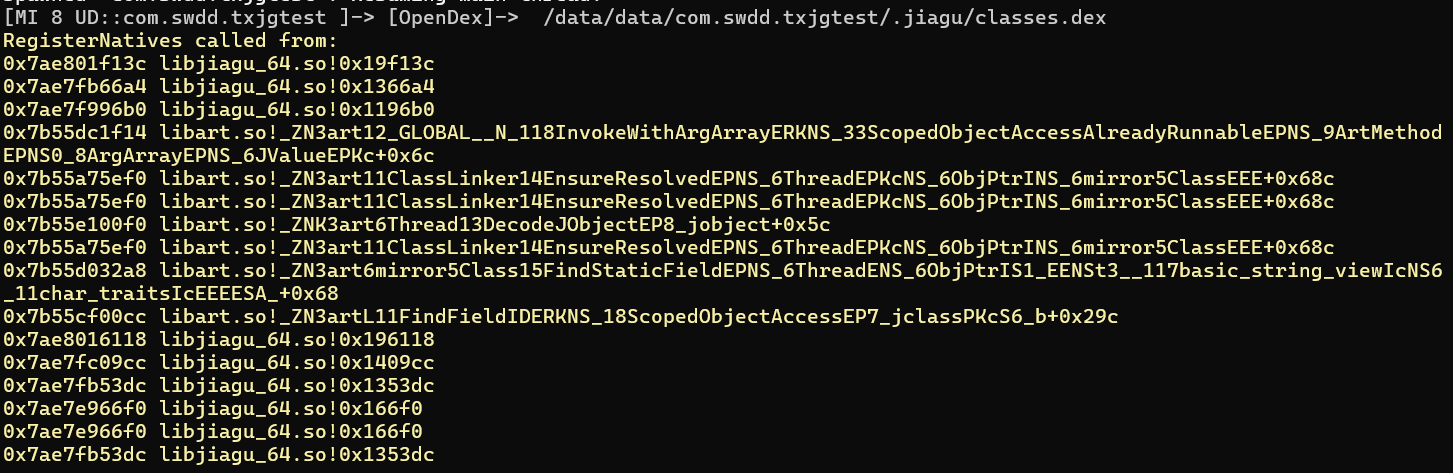 [MI 8 UD::com.swdd.txjgtest ]-> [OpenDex]->  /data/data/com.swdd.txjgtest/.jiagu/classes.dex
RegisterNatives called from:
0x7ae801f13c libjiagu_64.so!0x19f13c
0x7ae7fb66a4 libjiagu_64.so!0x1366a4
0x7ae7f996b0 libjiagu_64.so!0x1196b0
0x7b55dc1f14 libart.so!_ZN3art12_GLOBAL__N_118InvokeWithArgArrayERKNS_33ScopedObjectAccessAlreadyRunnableEPNS_9ArtMethod
EPNS0_8ArgArrayEPNS_6JValueEPKc+0x6c
0x7b55a75ef0 libart.so!_ZN3art11ClassLinker14EnsureResolvedEPNS_6ThreadEPKcNS_6ObjPtrINS_6mirror5ClassEEE+0x68c
0x7b55a75ef0 libart.so!_ZN3art11ClassLinker14EnsureResolvedEPNS_6ThreadEPKcNS_6ObjPtrINS_6mirror5ClassEEE+0x68c
0x7b55e100f0 libart.so!_ZNK3art6Thread13DecodeJObjectEP8_jobject+0x5c
0x7b55a75ef0 libart.so!_ZN3art11ClassLinker14EnsureResolvedEPNS_6ThreadEPKcNS_6ObjPtrINS_6mirror5ClassEEE+0x68c
0x7b55d032a8 libart.so!_ZN3art6mirror5Class15FindStaticFieldEPNS_6ThreadENS_6ObjPtrIS1_EENSt3__117basic_string_viewIcNS6
_11char_traitsIcEEEESA_+0x68
0x7b55cf00cc libart.so!_ZN3artL11FindFieldIDERKNS_18ScopedObjectAccessEP7_jclassPKcS6_b+0x29c
0x7ae8016118 libjiagu_64.so!0x196118
0x7ae7fc09cc libjiagu_64.so!0x1409cc
0x7ae7fb53dc libjiagu_64.so!0x1353dc
0x7ae7e966f0 libjiagu_64.so!0x166f0
0x7ae7e966f0 libjiagu_64.so!0x166f0
0x7ae7fb53dc libjiagu_64.so!0x1353dc